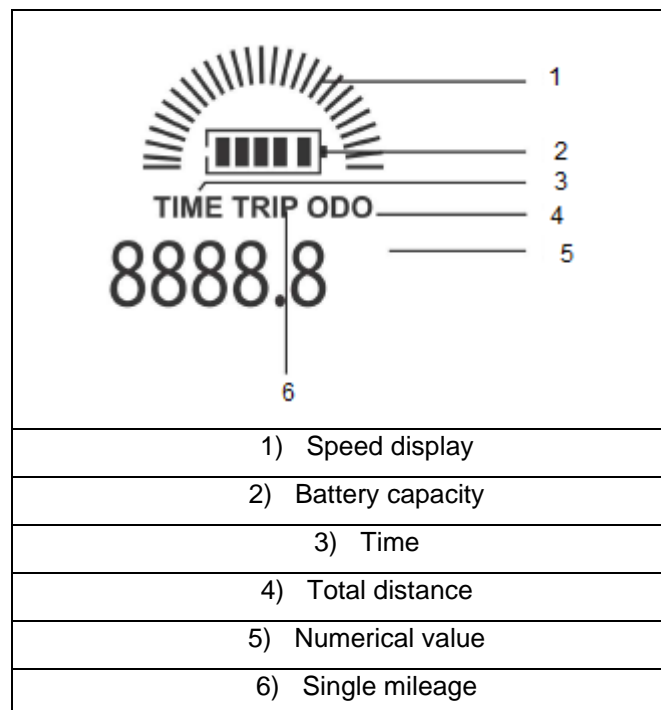 1
2
3
TIME TRIP ODO
4
8888.8
5
6
1) Speed display
2) Battery capacity
3) Time
4) Total distance
5) Numerical value
6) Single mileage